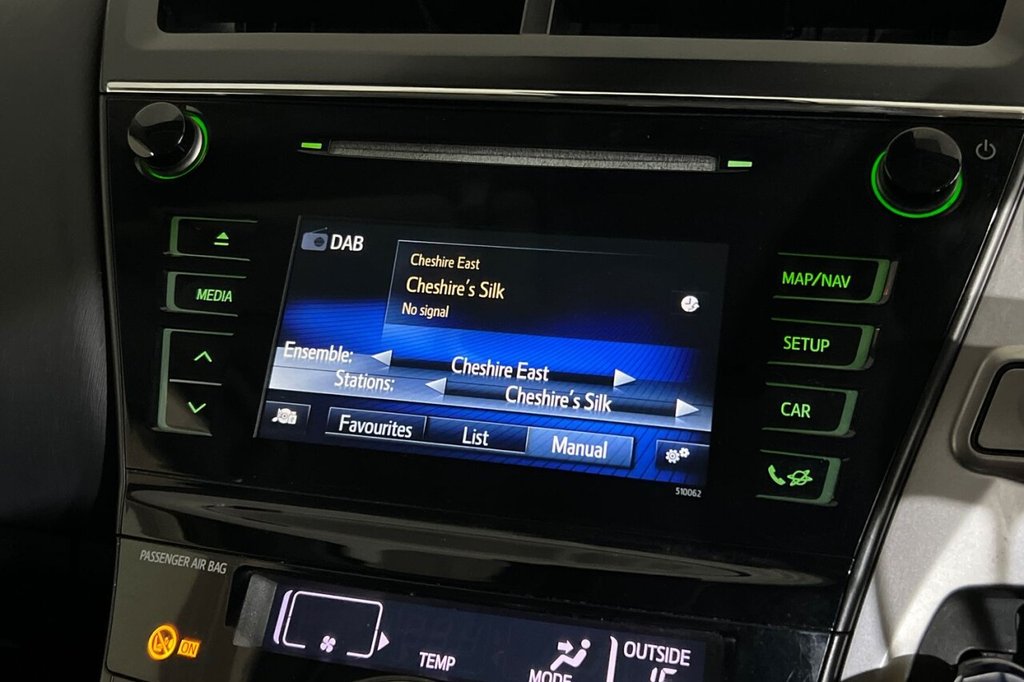 DAB
Cheshire East
Cheshire's Silk
No signal
MEDIA
MAP/NAV
SETUP
CAR
Ensemble: Cheshire East
Stations: Cheshire's Silk
Favourites List Manual
510062
PASSENGER AIR BAG
ON
TEMP
MODE
OUTSIDE